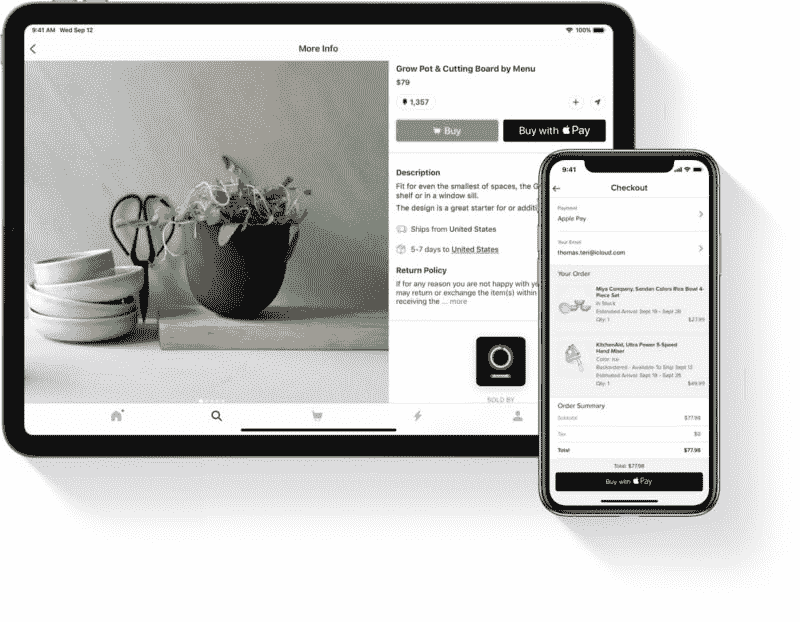 9:41 AM Wed Sep 12
100%
More Info
Grow Pot & Cutting Board by Menu
$79
1,357
Buy
Buy with Pay
Description
Fit for even the smallest of spaces, the G
shelf or in a window sill.
The design is a great starter for or additi
Ships from United States
5-7 days to United States
Return Policy
If for any reason you are not happy with yo
may return or exchange the item(s) within
receiving the ... more
SOLD BY
9:41
Checkout
Payment
Apple Pay
Your Email
thomas.terr@icloud.com
Your Order
Miya Company, Sendan Colors Rice Bowl 4-
Piece Set
In Stock
Estimated Arrival: Sept 19 - Sept 26
Qty: 1
$27.99
KitchenAid, Ultra Power 5-Speed
Hand Mixer
Color: Ice
Backordered - Available To Ship Sept 12
Estimated Arrival: Sept 19 - Sept 26
Qty: 1
$49.99
Order Summary
Subtotal
$77.98
Tax
$0
Total
$77.98
Total: $77.98
Buy with Pay